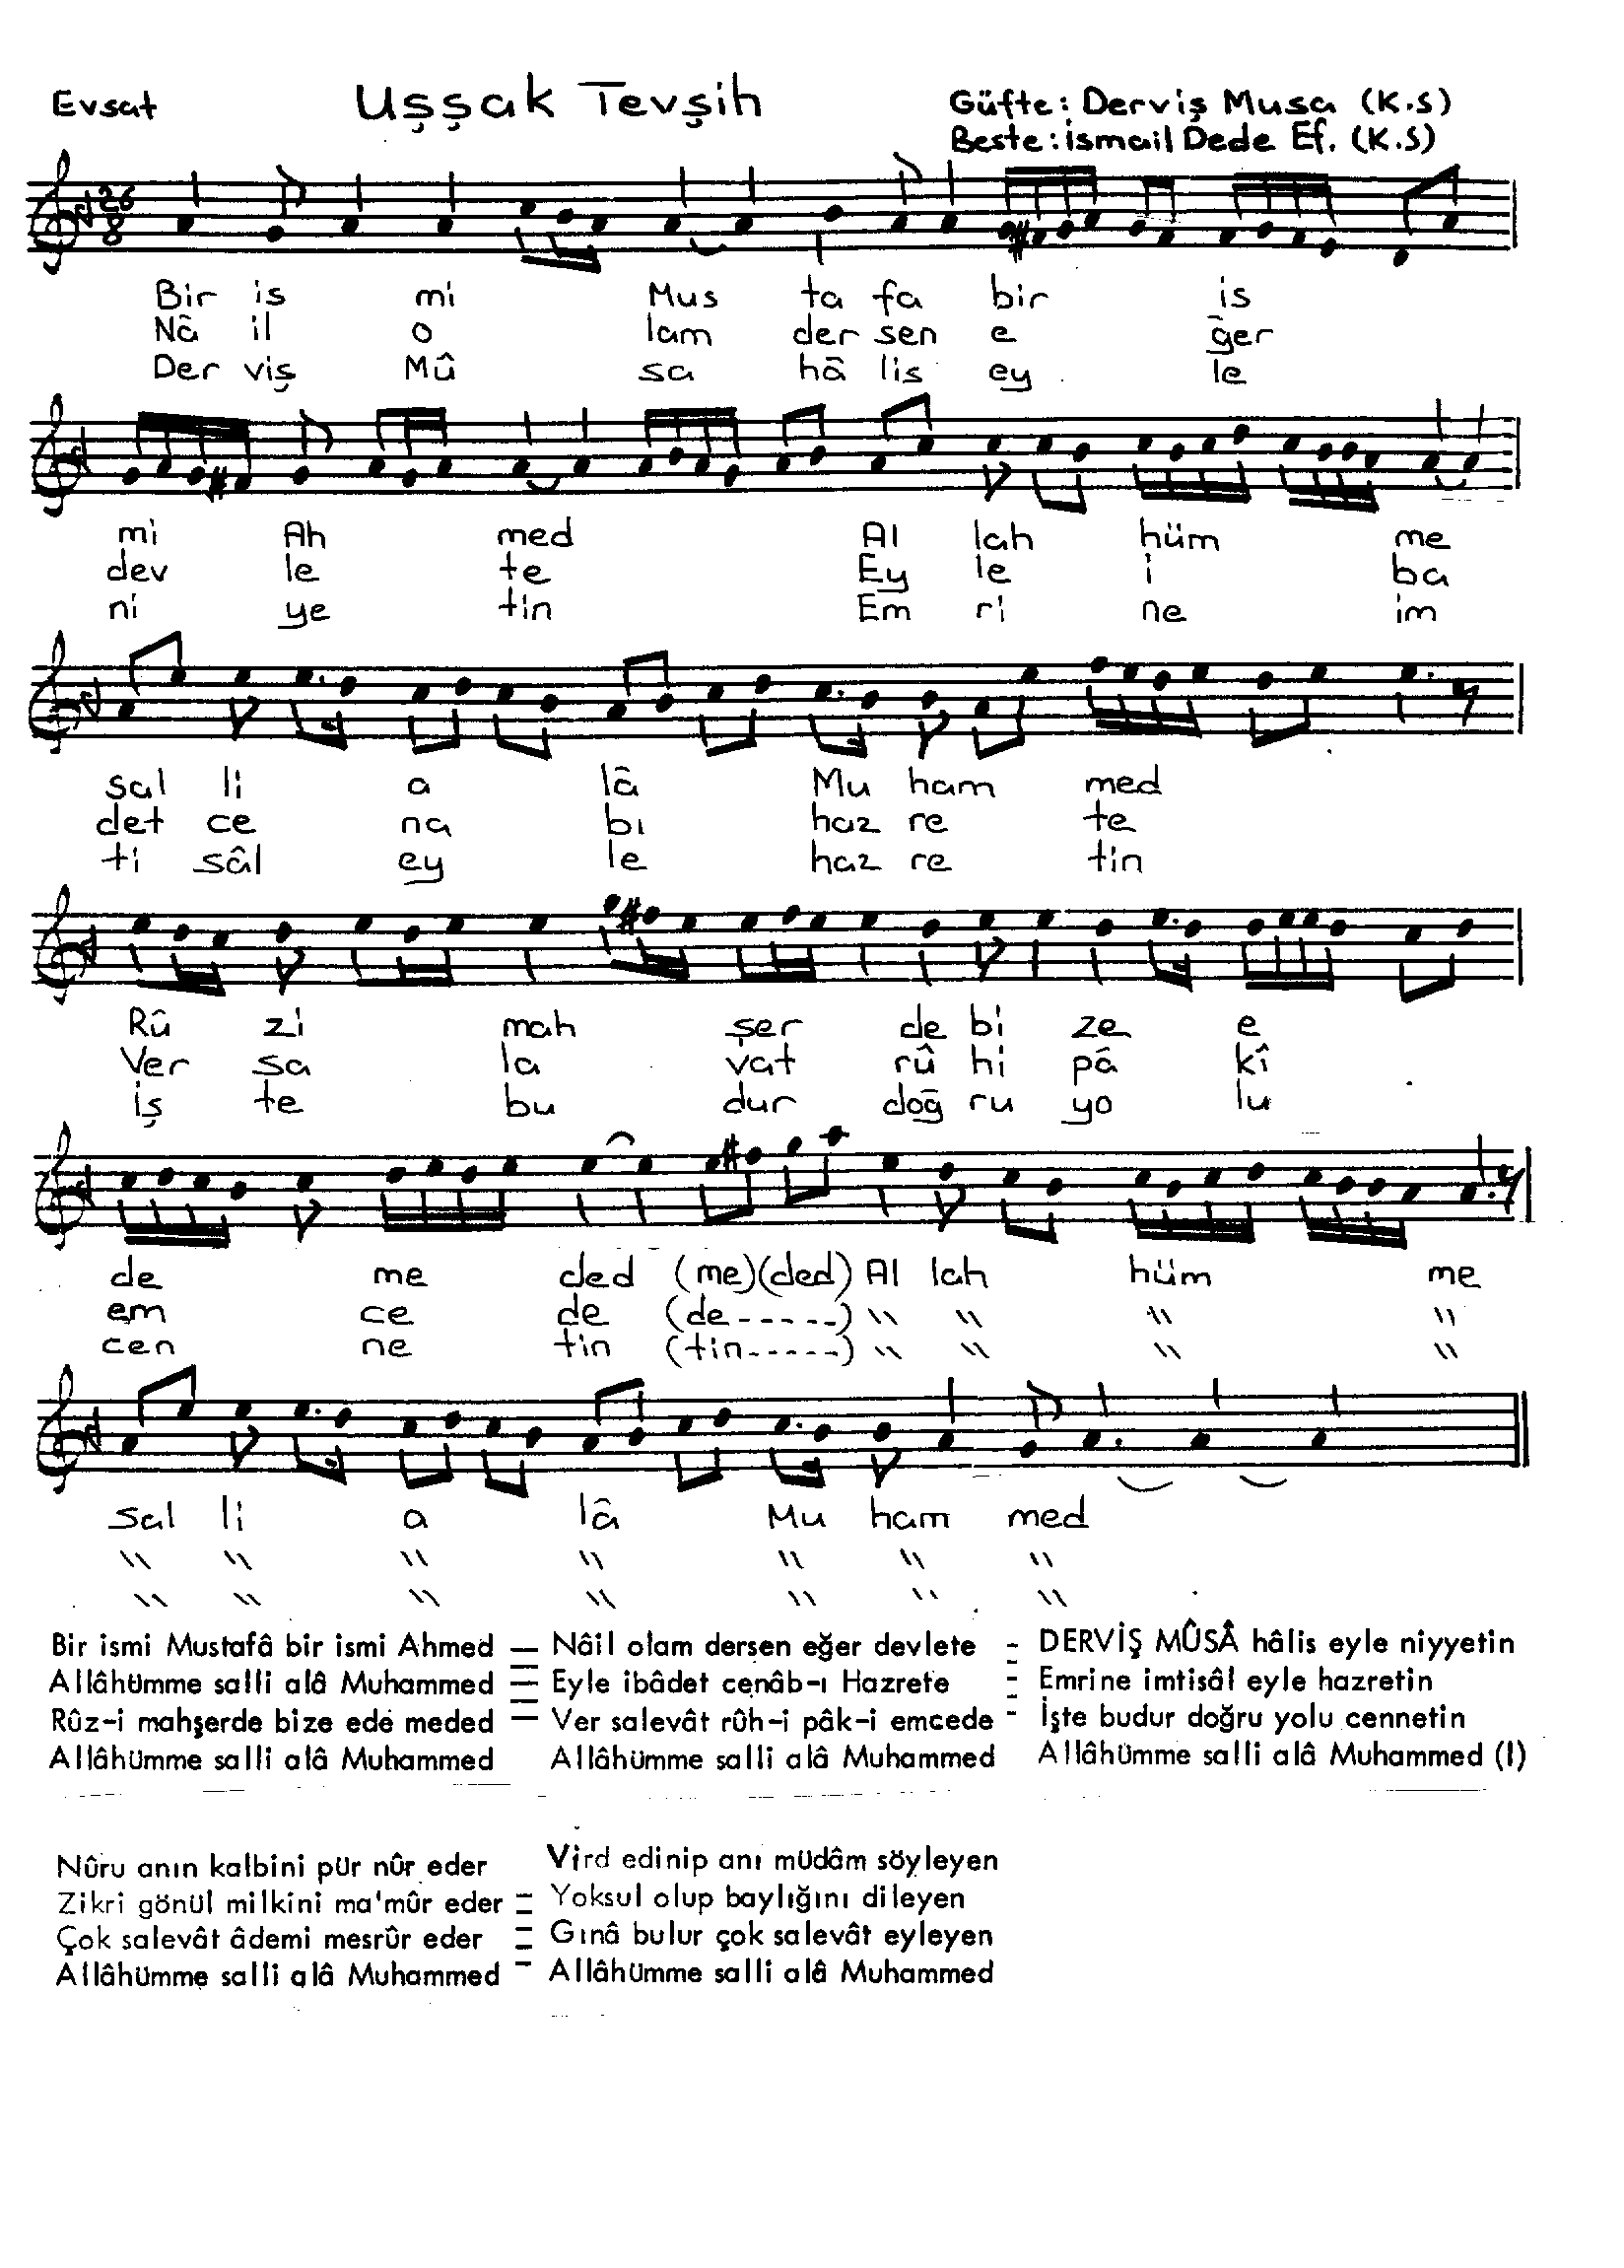 Evsat Uşşak Tevşih Güfte: Derviş Musa (K.S)
Beste: İsmail Dede Ef. (K.S)
26
8
Bir is mi Mus ta fa bir is
Nâ il o lam der sen e ğer
Der viş Mû sa hâ lis ey le
mi Ah med Al lah hüm me
dev le te Ey le i ba
ni ye tin Em ri ne im
sal li a lâ Mu ham med
det ce na bı haz re te
ti sâl ey le haz re tin
Rû zi mah şer de bi ze e
Ver sa la vat rû hi pâ kî
iş te bu dur doğ ru yo lu
de me ded (me)(ded) Al lah hüm me
em ce de (de-----) \\ \\ \\ \\
cen ne tin (tin-----) \\ \\ \\ \\
sal li a lâ Mu ham med
\\ \\ \\ \\ \\ \\ \\
\\ \\ \\ \\ \\ \\ \\
Bir ismi Mustafâ bir ismi Ahmed — Nâil olam dersen eğer devlete - DERVİŞ MÛSÂ hâlis eyle niyyetin
Allâhümme salli alâ Muhammed = Eyle ibâdet cenâb-ı Hazrete = Emrine imtisâl eyle hazretin
Rûz-i mahşerde bize ede meded = Ver salevât rûh-i pâk-i emcede - İşte budur doğru yolu cennetin
Allâhümme salli alâ Muhammed Allâhümme salli alâ Muhammed Allâhümme salli alâ Muhammed (I)
Nûru anın kalbini pür nûr eder Vird edinip anı müdâm söyleyen
Zikri gönül milkini ma'mûr eder = Yoksul olup baylığını dileyen
Çok salevât âdemi mesrûr eder = Gınâ bulur çok salevât eyleyen
Allâhümme salli alâ Muhammed - Allâhümme salli alâ Muhammed